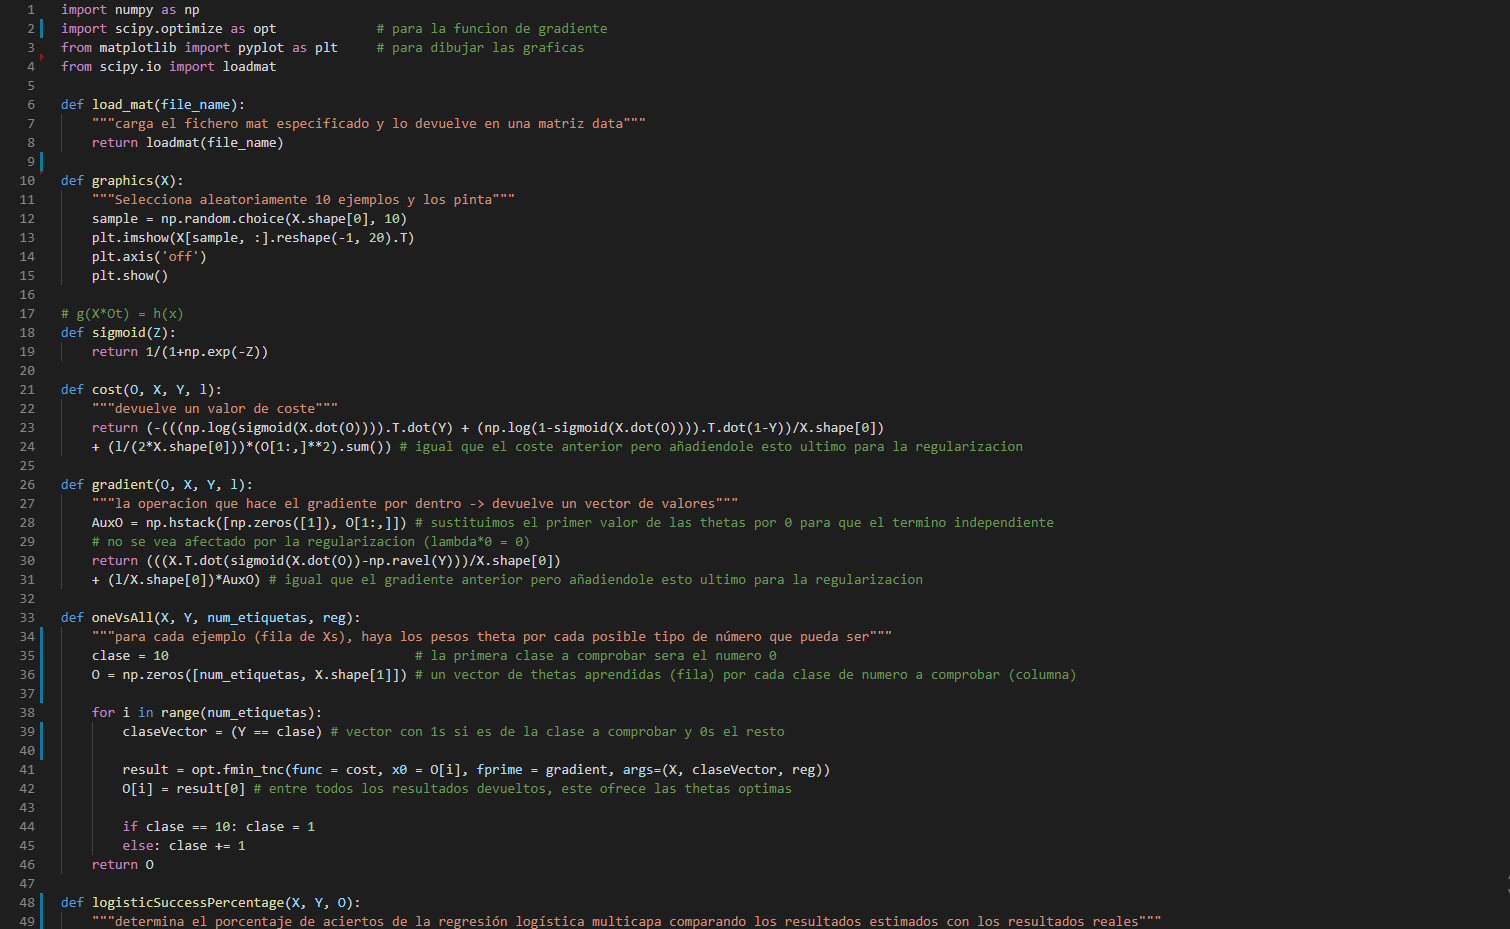 1 import numpy as np
2 import scipy.optimize as opt             # para la funcion de gradiente
3 from matplotlib import pyplot as plt     # para dibujar las graficas
4 from scipy.io import loadmat
5
6 def load_mat(file_name):
7     """carga el fichero mat especificado y lo devuelve en una matriz data"""
8     return loadmat(file_name)
9
10 def graphics(X):
11     """Selecciona aleatoriamente 10 ejemplos y los pinta"""
12     sample = np.random.choice(X.shape[0], 10)
13     plt.imshow(X[sample, :].reshape(-1, 20).T)
14     plt.axis('off')
15     plt.show()
16
17 # g(X*Ot) = h(x)
18 def sigmoid(Z):
19     return 1/(1+np.exp(-Z))
20
21 def cost(O, X, Y, l):
22     """devuelve un valor de coste"""
23     return (-(((np.log(sigmoid(X.dot(O)))).T.dot(Y) + (np.log(1-sigmoid(X.dot(O)))).T.dot(1-Y))/X.shape[0])
24     + (l/(2*X.shape[0]))*(O[1:,]**2).sum()) # igual que el coste anterior pero añadiendole esto ultimo para la regularizacion
25
26 def gradient(O, X, Y, l):
27     """la operacion que hace el gradiente por dentro -> devuelve un vector de valores"""
28     AuxO = np.hstack([np.zeros([1]), O[1:,]]) # sustituimos el primer valor de las thetas por 0 para que el termino independiente
29     # no se vea afectado por la regularizacion (lambda*0 = 0)
30     return (((X.T.dot(sigmoid(X.dot(O))-np.ravel(Y)))/X.shape[0])
31     + (l/X.shape[0])*AuxO) # igual que el gradiente anterior pero añadiendole esto ultimo para la regularizacion
32
33 def oneVsAll(X, Y, num_etiquetas, reg):
34     """para cada ejemplo (fila de Xs), haya los pesos theta por cada posible tipo de número que pueda ser"""
35     clase = 10                                # la primera clase a comprobar sera el numero 0
36     O = np.zeros([num_etiquetas, X.shape[1]]) # un vector de thetas aprendidas (fila) por cada clase de numero a comprobar (columna)
37
38     for i in range(num_etiquetas):
39         claseVector = (Y == clase) # vector con 1s si es de la clase a comprobar y 0s el resto
40
41         result = opt.fmin_tnc(func = cost, x0 = O[i], fprime = gradient, args=(X, claseVector, reg))
42         O[i] = result[0] # entre todos los resultados devueltos, este ofrece las thetas optimas
43
44         if clase == 10: clase = 1
45         else: clase += 1
46     return O
47
48 def logisticSuccessPercentage(X, Y, O):
49     """determina el porcentaje de aciertos de la regresión logística multicapa comparando los resultados estimados con los resultados reales"""